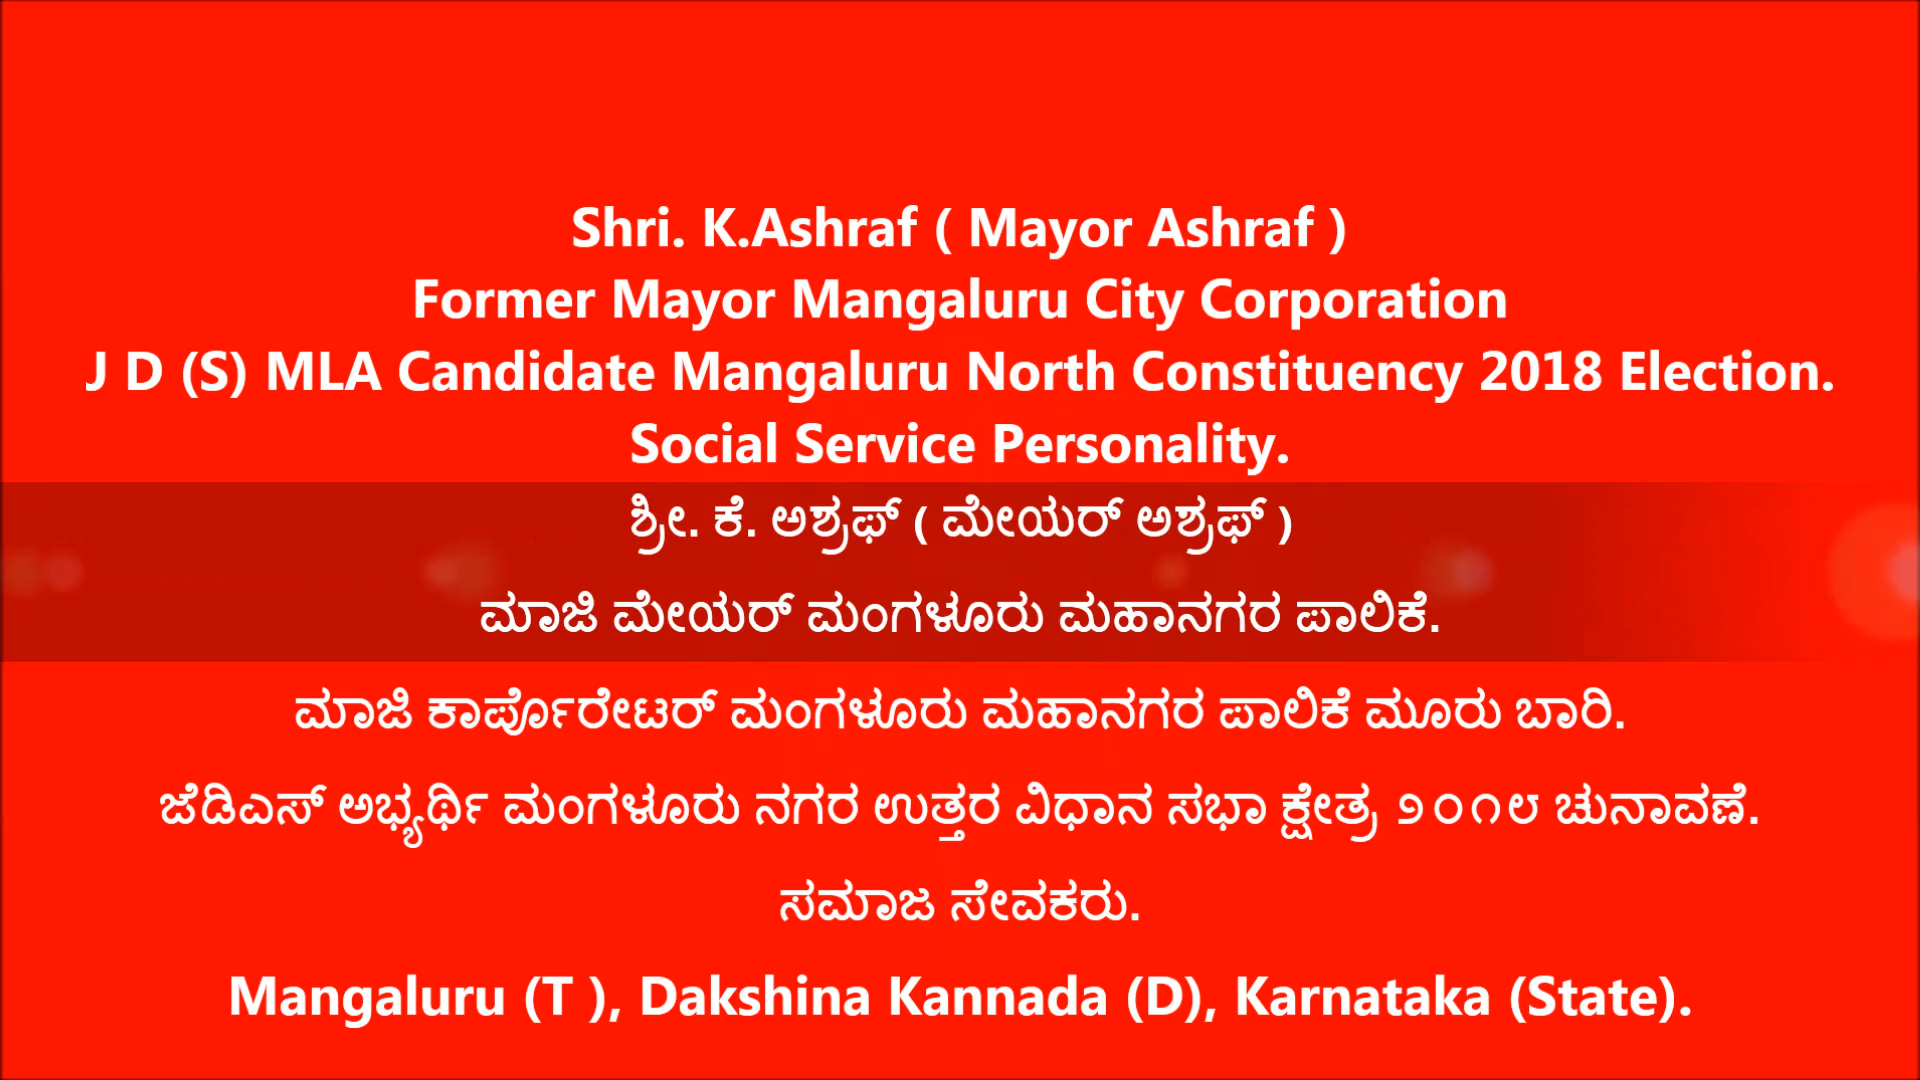 Shri. K.Ashraf ( Mayor Ashraf )
Former Mayor Mangaluru City Corporation
J D (S) MLA Candidate Mangaluru North Constituency 2018 Election.
Social Service Personality.
ಶ್ರೀ. ಕೆ. ಅಶ್ರಫ್ ( ಮೇಯರ್ ಅಶ್ರಫ್ )
ಮಾಜಿ ಮೇಯರ್ ಮಂಗಳೂರು ಮಹಾನಗರ ಪಾಲಿಕೆ.
ಮಾಜಿ ಕಾರ್ಪೊರೇಟರ್ ಮಂಗಳೂರು ಮಹಾನಗರ ಪಾಲಿಕೆ ಮೂರು ಬಾರಿ.
ಜೆಡಿಎಸ್ ಅಭ್ಯರ್ಥಿ ಮಂಗಳೂರು ನಗರ ಉತ್ತರ ವಿಧಾನ ಸಭಾ ಕ್ಷೇತ್ರ ೨೦೧೮ ಚುನಾವಣೆ.
ಸಮಾಜ ಸೇವಕರು.
Mangaluru (T ), Dakshina Kannada (D), Karnataka (State).